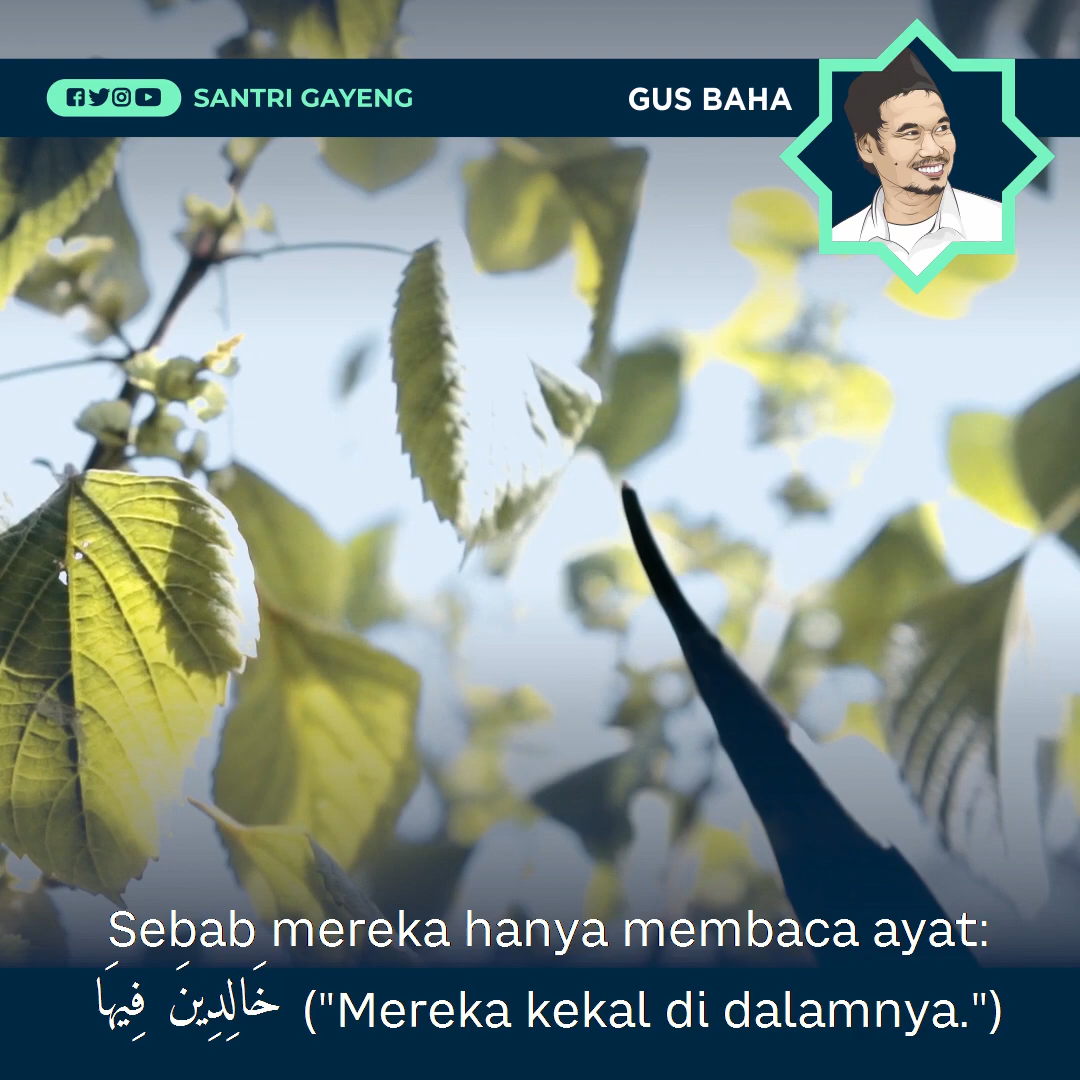 SANTRI GAYENG
GUS BAHA
Sebab mereka hanya membaca ayat:
خَالِدِينَ فِيهَا ("Mereka kekal di dalamnya.")